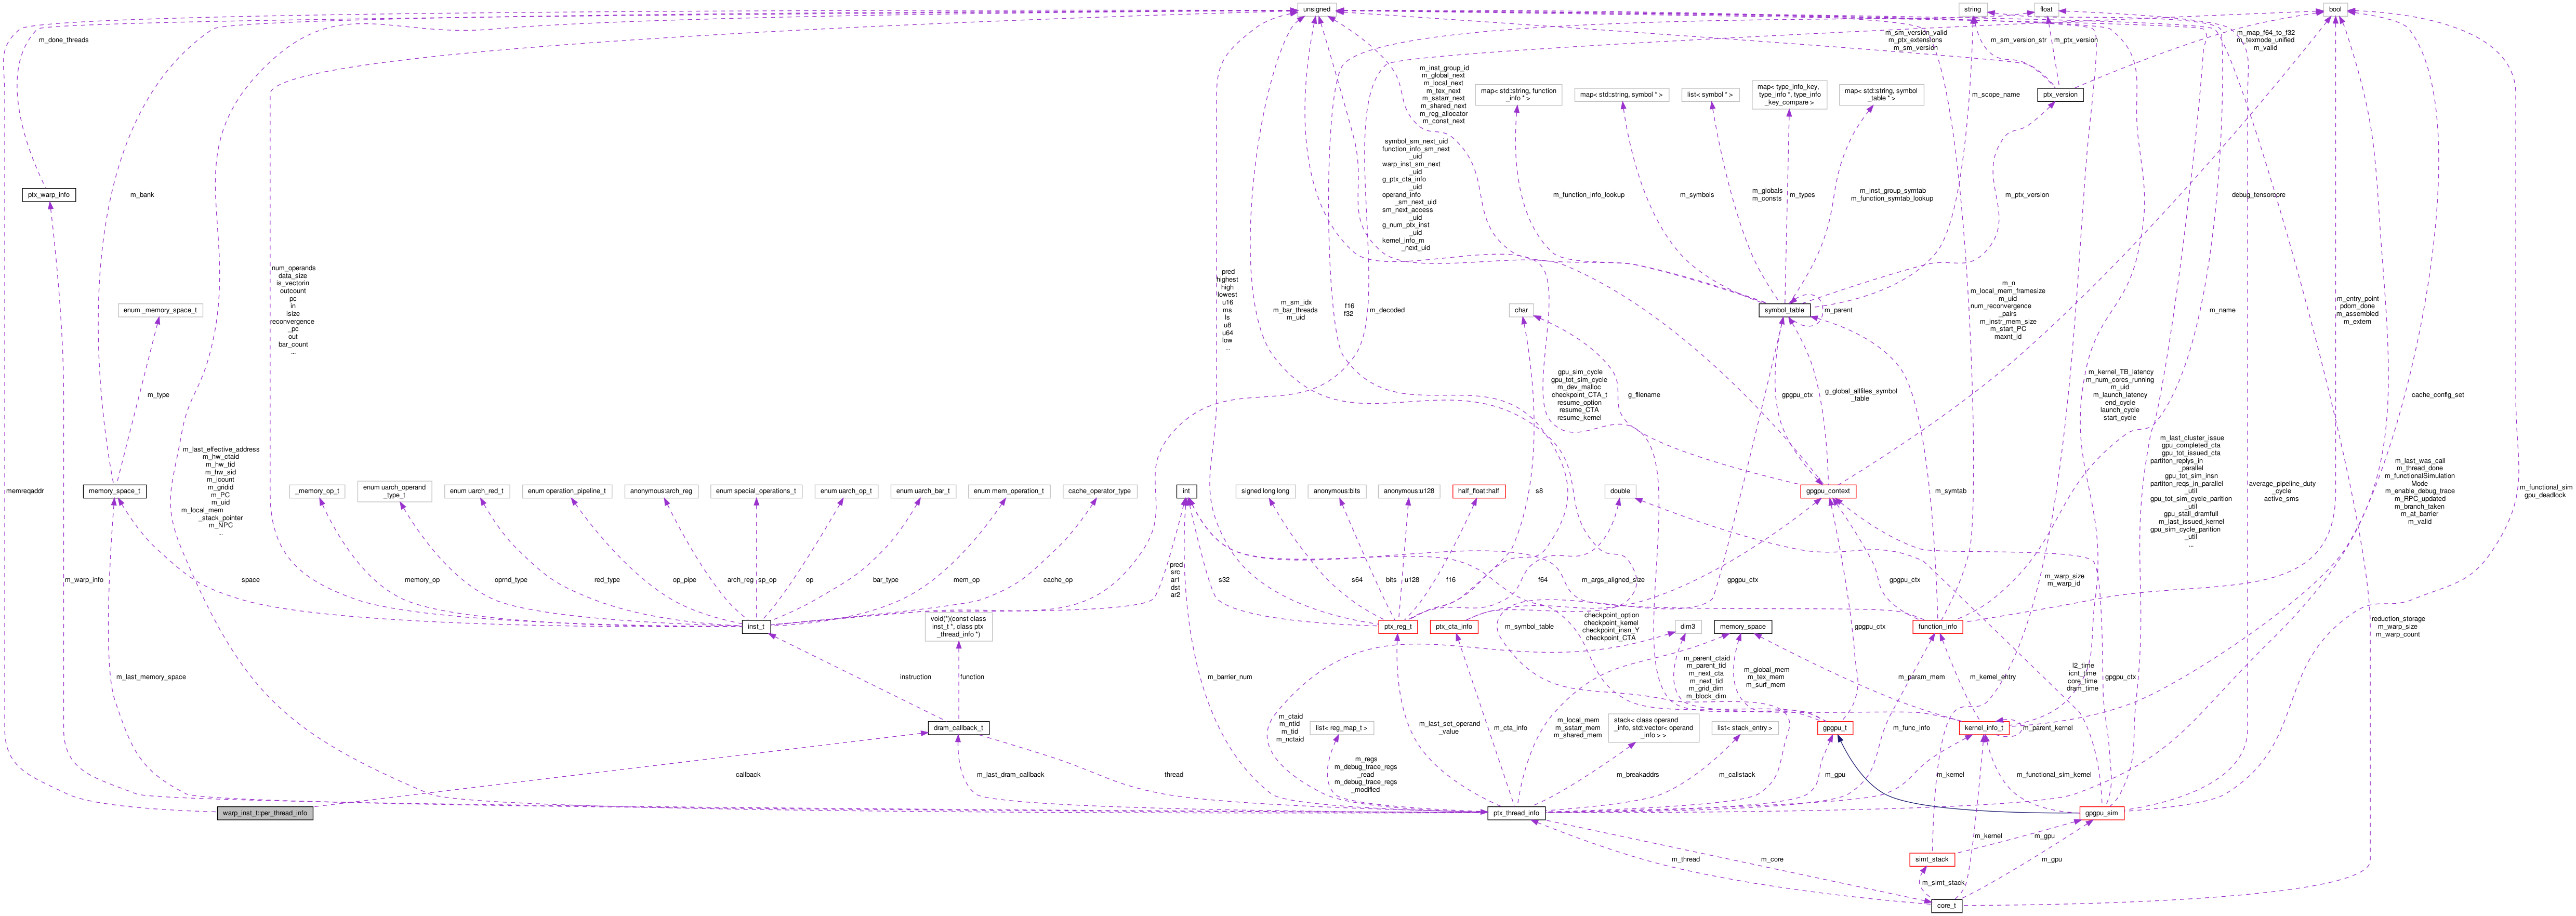 unsigned
string
float
bool
m_done_threads
m_sm_version_valid
m_ptx_extensions
m_sm_version
m_sm_version_str
m_ptx_version
m_map_f64_to_f32
m_texmode_unified
m_valid
m_inst_group_id
m_global_next
m_local_next
m_tex_next
m_sstarr_next
m_shared_next
m_reg_allocator
m_const_next
map< std::string, function
_info * >
map< std::string, symbol * >
list< symbol * >
map< type_info_key,
type_info *, type_info
_key_compare >
map< std::string, symbol
_table * >
m_scope_name
ptx_version
symbol_sm_next_uid
function_info_sm_next
_uid
warp_inst_sm_next
_uid
g_ptx_cta_info
_uid
operand_info
_sm_next_uid
sm_next_access
_uid
g_num_ptx_inst
_uid
kernel_info_m
_next_uid
ptx_warp_info
m_bank
m_function_info_lookup
m_symbols
m_globals
m_consts
m_types
m_inst_group_symtab
m_function_symtab_lookup
m_ptx_version
debug_tensorcore
num_operands
data_size
is_vectorin
outcount
pc
in
isize
reconvergence
_pc
out
bar_count
...
pred
highest
high
lowest
u16
ms
ls
u8
u64
low
...
m_sm_idx
m_bar_threads
m_uid
f16
f32
m_decoded
enum _memory_space_t
char
symbol_table
m_parent
m_n
m_local_mem_framesize
m_uid
num_reconvergence
_pairs
m_instr_mem_size
m_start_PC
maxnt_id
m_name
m_entry_point
pdom_done
m_assembled
m_extern
m_type
gpu_sim_cycle
gpu_tot_sim_cycle
m_dev_malloc
checkpoint_CTA_t
resume_option
resume_CTA
resume_kernel
g_filename
gpgpu_ctx
g_global_allfiles_symbol
_table
m_kernel_TB_latency
m_num_cores_running
m_uid
m_launch_latency
end_cycle
launch_cycle
start_cycle
cache_config_set
m_last_effective_address
m_hw_ctaid
m_hw_tid
m_hw_sid
m_icount
m_gridid
m_PC
m_uid
m_local_mem
_stack_pointer
m_NPC
...
memreqaddr
memory_space_t
_memory_op_t
enum uarch_operand
_type_t
enum uarch_red_t
enum operation_pipeline_t
anonymous:arch_reg
enum special_operations_t
enum uarch_op_t
enum uarch_bar_t
enum mem_operation_t
cache_operator_type
int
signed long long
anonymous:bits
anonymous:u128
half_float:half
s8
double
gpgpu_context
m_symtab
m_last_cluster_issue
gpu_completed_cta
gpu_tot_issued_cta
partiton_replys_in
_parallel
gpu_tot_sim_insn
partiton_reqs_in_parallel
_util
gpu_tot_sim_cycle_parition
_util
gpu_stall_dramfull
m_last_issued_kernel
gpu_sim_cycle_parition
_util
...
average_pipeline_duty
_cycle
active_sms
m_last_was_call
m_thread_done
m_functionalSimulation
Mode
m_enable_debug_trace
m_RPC_updated
m_branch_taken
m_at_barrier
m_valid
m_functional_sim
gpu_deadlock
m_warp_info
space
memory_op
oprnd_type
red_type
op_pipe
arch_reg
sp_op
op
bar_type
mem_op
cache_op
pred
src
ar1
dst
ar2
s32
s64
bits
u128
f16
f64
m_args_aligned_size
gpgpu_ctx
gpgpu_ctx
m_warp_size
m_warp_id
inst_t
void(*)(const class
inst_t *, class ptx
_thread_info *)
ptx_reg_t
ptx_cta_info
m_symbol_table
checkpoint_option
checkpoint_kernel
checkpoint_insn_Y
checkpoint_CTA
dim3
memory_space
gpgpu_ctx
function_info
reduction_storage
m_warp_size
m_warp_count
m_last_memory_space
instruction
function
m_barrier_num
m_parent_ctaid
m_parent_tid
m_next_cta
m_next_tid
m_grid_dim
m_block_dim
m_global_mem
m_tex_mem
m_surf_mem
m_param_mem
m_kernel_entry
l2_time
icnt_time
core_time
dram_time
gpgpu_ctx
dram_callback_t
m_ctaid
m_ntid
m_tid
m_nctaid
list< reg_map_t >
m_last_set_operand
_value
m_cta_info
m_local_mem
m_sstarr_mem
m_shared_mem
stack< class operand
_info, std::vector< operand
_info > >
list< stack_entry >
gpgpu_t
m_func_info
kernel_info_t
m_parent_kernel
callback
m_last_dram_callback
thread
m_regs
m_debug_trace_regs
_read
m_debug_trace_regs
_modified
m_breakaddrs
m_callstack
m_gpu
m_kernel
m_functional_sim_kernel
warp_inst_t::per_thread_info
ptx_thread_info
gpgpu_sim
m_kernel
m_gpu
m_thread
m_core
simt_stack
m_gpu
m_simt_stack
core_t